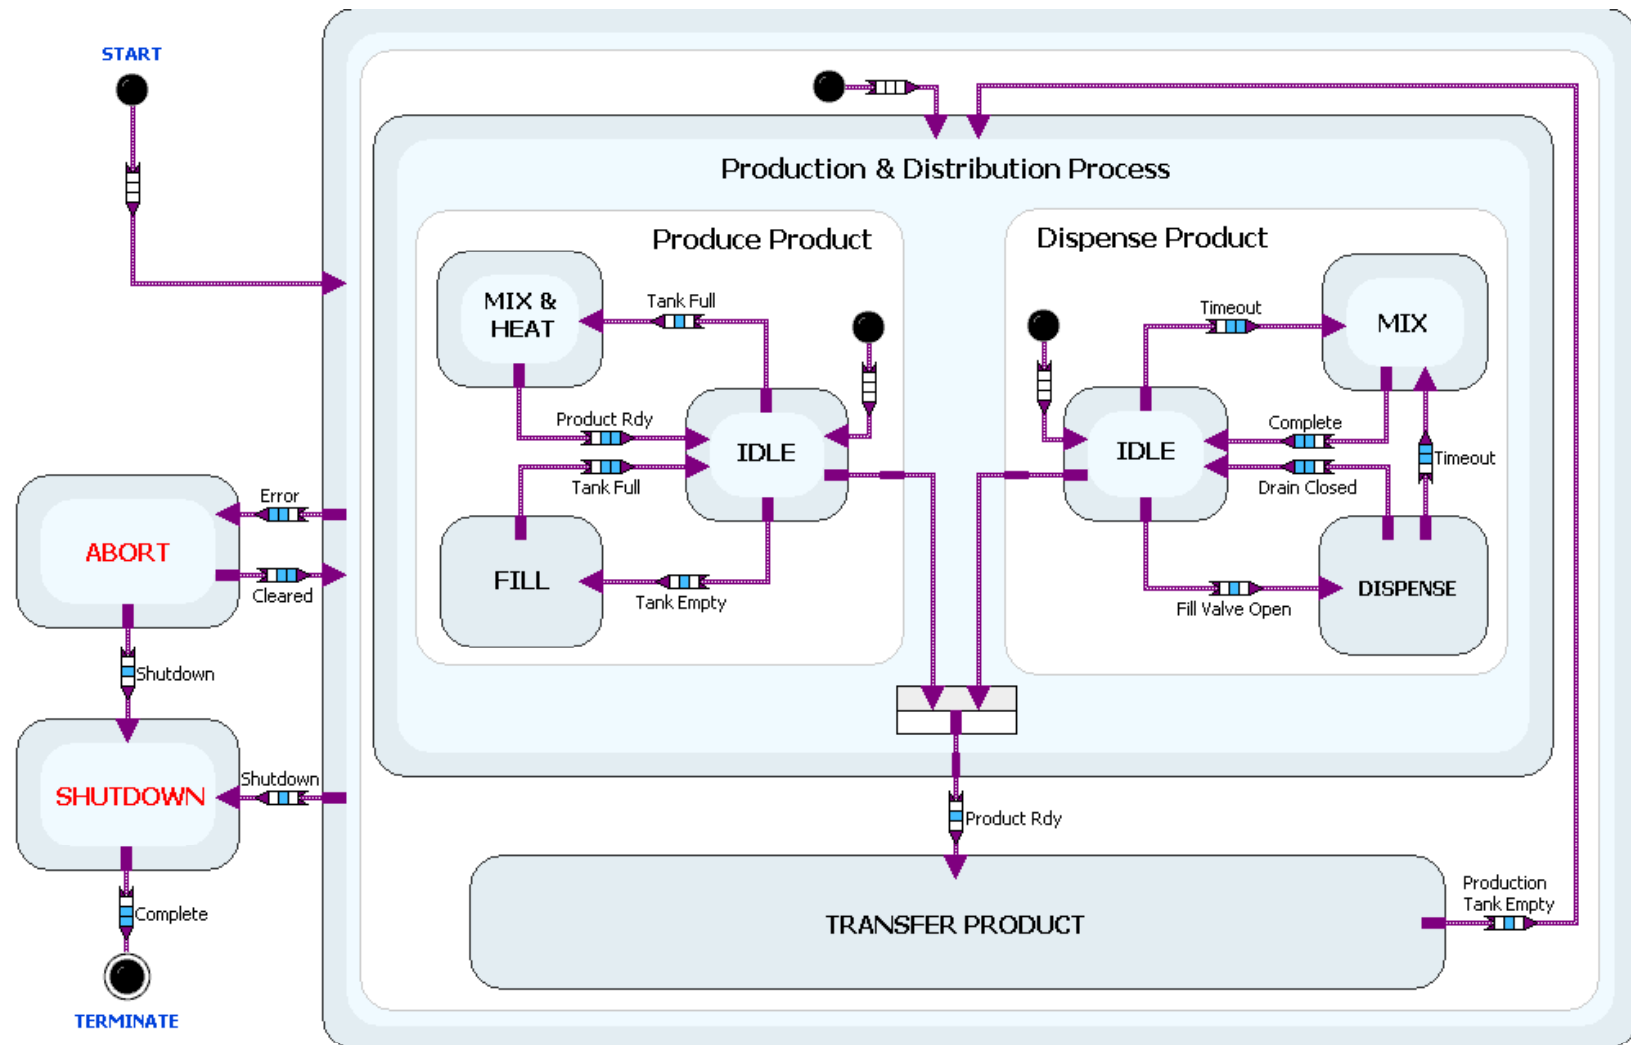 START
Production & Distribution Process
Produce Product
Dispense Product
MIX &
HEAT
Tank Full
Timeout
MIX
Product Rdy
IDLE
Tank Full
IDLE
Complete
Drain Closed
Timeout
Error
ABORT
Cleared
FILL
Tank Empty
Fill Valve Open
DISPENSE
Shutdown
SHUTDOWN
Shutdown
Product Rdy
Complete
TRANSFER PRODUCT
Production
Tank Empty
TERMINATE